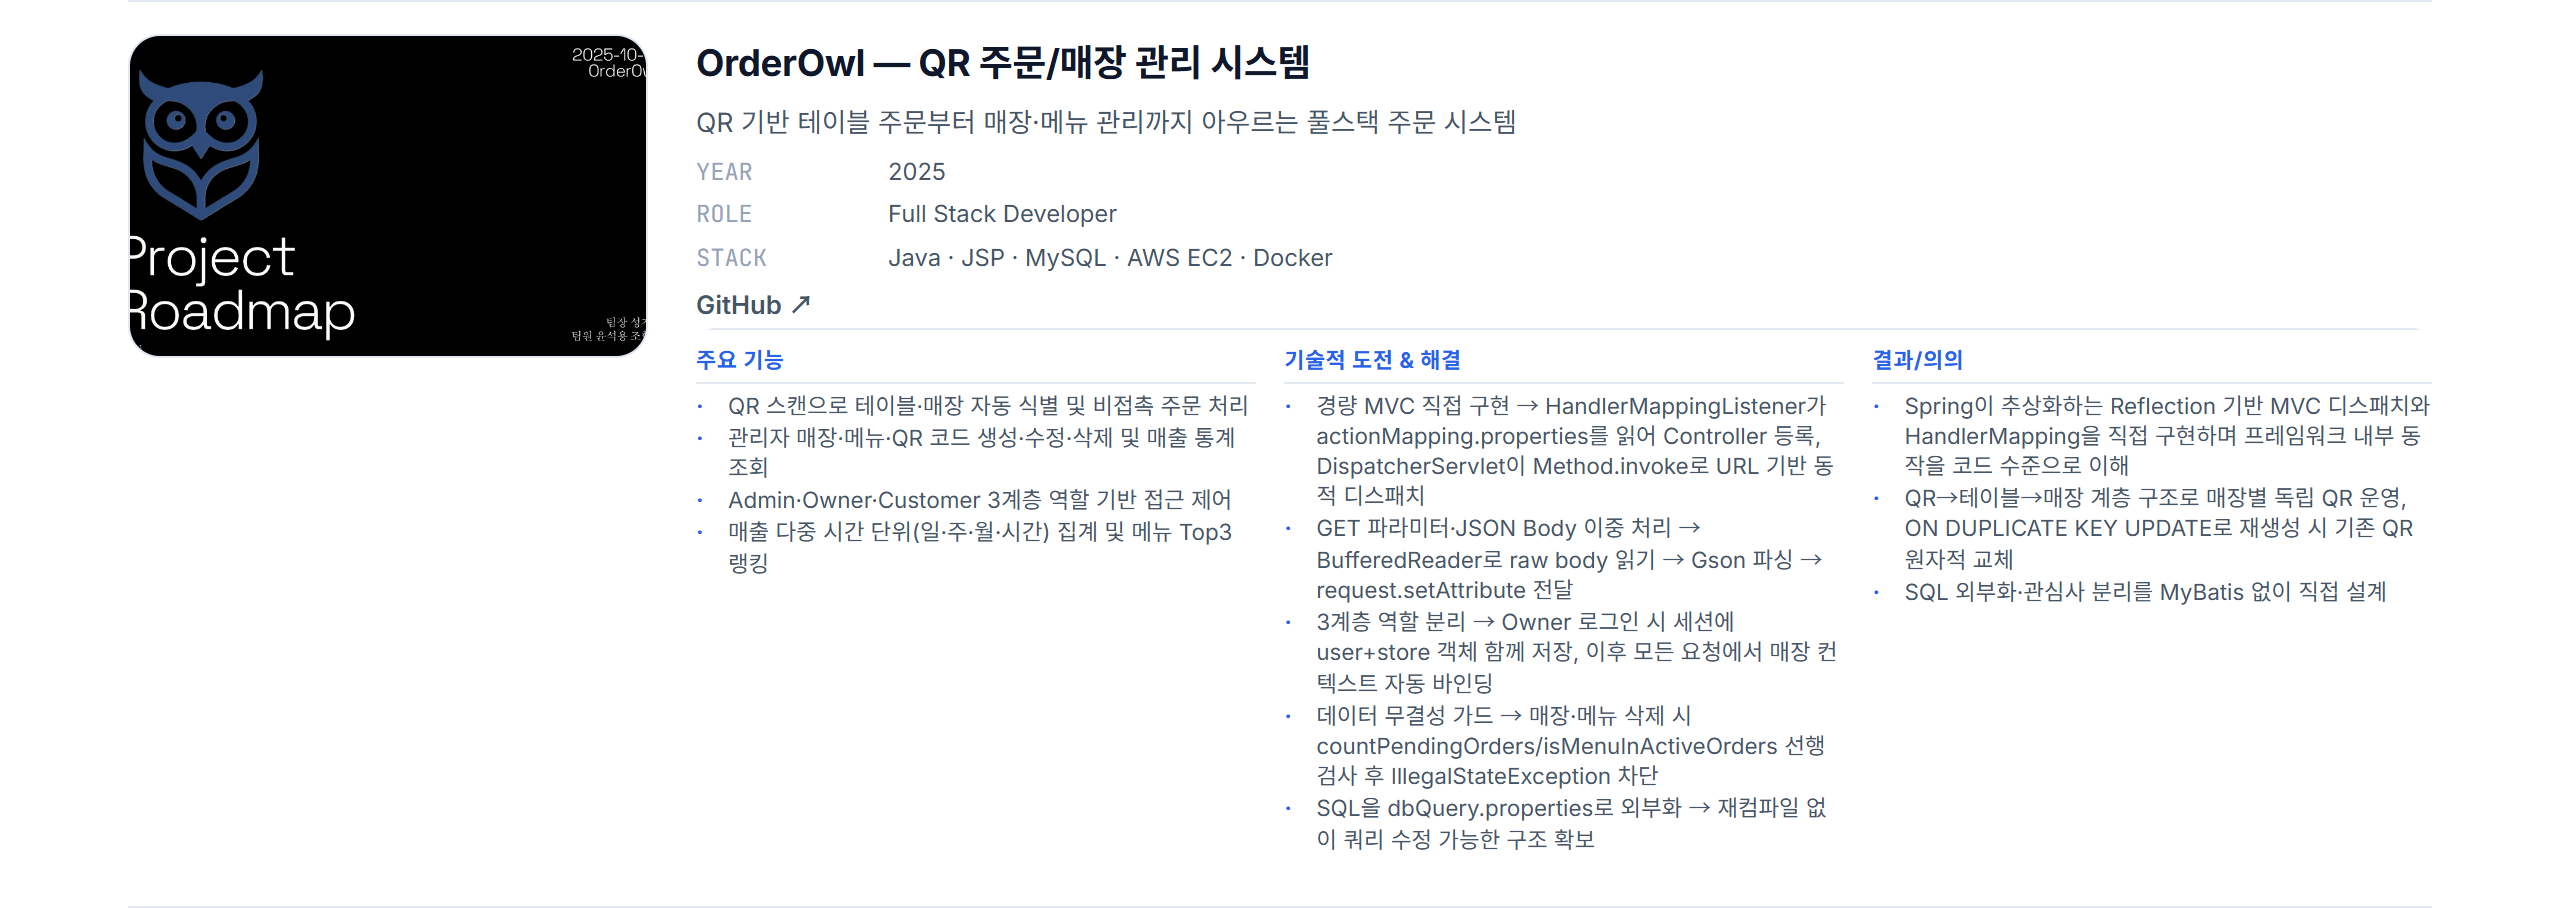 2025-10-
OrderO
Project
Roadmap
팀장 성
팀원 윤석용 조
OrderOwl — QR 주문/매장 관리 시스템
QR 기반 테이블 주문부터 매장·메뉴 관리까지 아우르는 풀스택 주문 시스템
YEAR 2025
ROLE Full Stack Developer
STACK Java · JSP · MySQL · AWS EC2 · Docker
GitHub ↗
주요 기능
• QR 스캔으로 테이블·매장 자동 식별 및 비접촉 주문 처리
• 관리자 매장·메뉴·QR 코드 생성·수정·삭제 및 매출 통계
조회
• Admin·Owner·Customer 3계층 역할 기반 접근 제어
• 매출 다중 시간 단위(일·주·월·시간) 집계 및 메뉴 Top3
랭킹
기술적 도전 & 해결
• 경량 MVC 직접 구현 → HandlerMappingListener가
actionMapping.properties를 읽어 Controller 등록,
DispatcherServlet이 Method.invoke로 URL 기반 동
적 디스패치
• GET 파라미터·JSON Body 이중 처리 →
BufferedReader로 raw body 읽기 → Gson 파싱 →
request.setAttribute 전달
• 3계층 역할 분리 → Owner 로그인 시 세션에
user+store 객체 함께 저장, 이후 모든 요청에서 매장 컨
텍스트 자동 바인딩
• 데이터 무결성 가드 → 매장·메뉴 삭제 시
countPendingOrders/isMenuInActiveOrders 선행
검사 후 IllegalStateException 차단
• SQL을 dbQuery.properties로 외부화 → 재컴파일 없
이 쿼리 수정 가능한 구조 확보
결과/의의
• Spring이 추상화하는 Reflection 기반 MVC 디스패치와
HandlerMapping을 직접 구현하며 프레임워크 내부 동
작을 코드 수준으로 이해
• QR→테이블→매장 계층 구조로 매장별 독립 QR 운영,
ON DUPLICATE KEY UPDATE로 재생성 시 기존 QR
원자적 교체
• SQL 외부화·관심사 분리를 MyBatis 없이 직접 설계